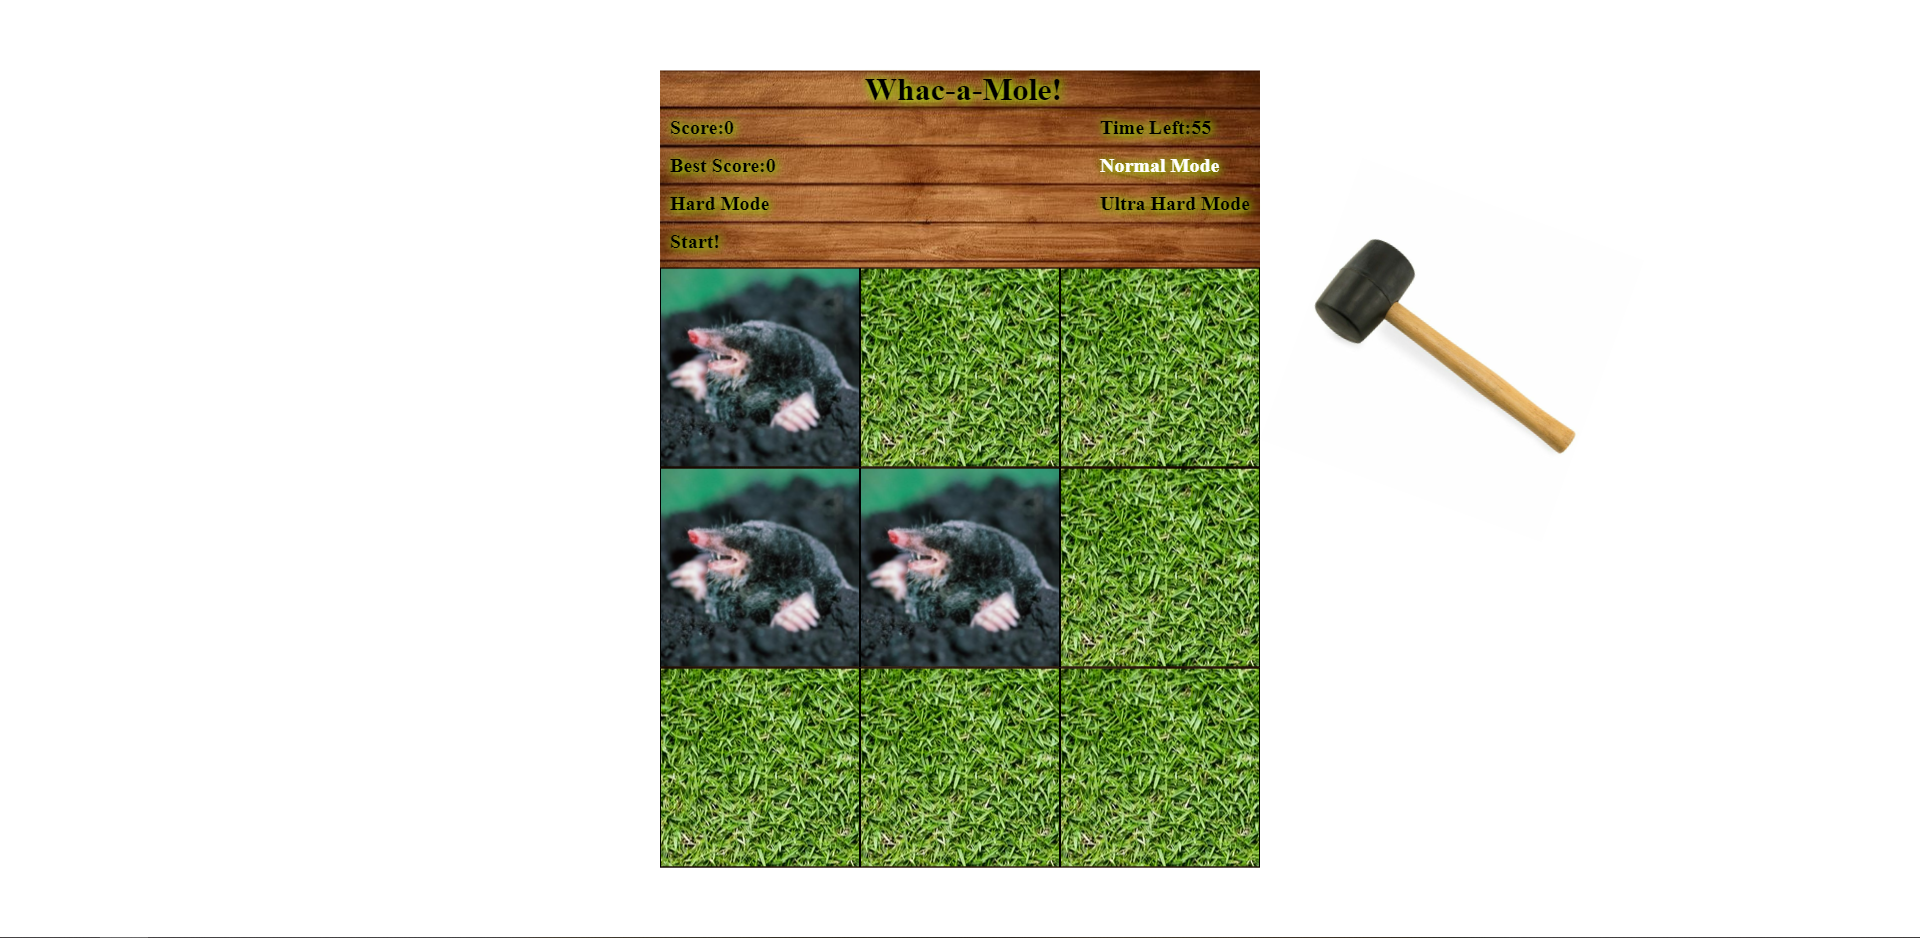 Whac-a-Mole!
Score:0 Time Left:55
Best Score:0 Normal Mode
Hard Mode Ultra Hard Mode
Start!